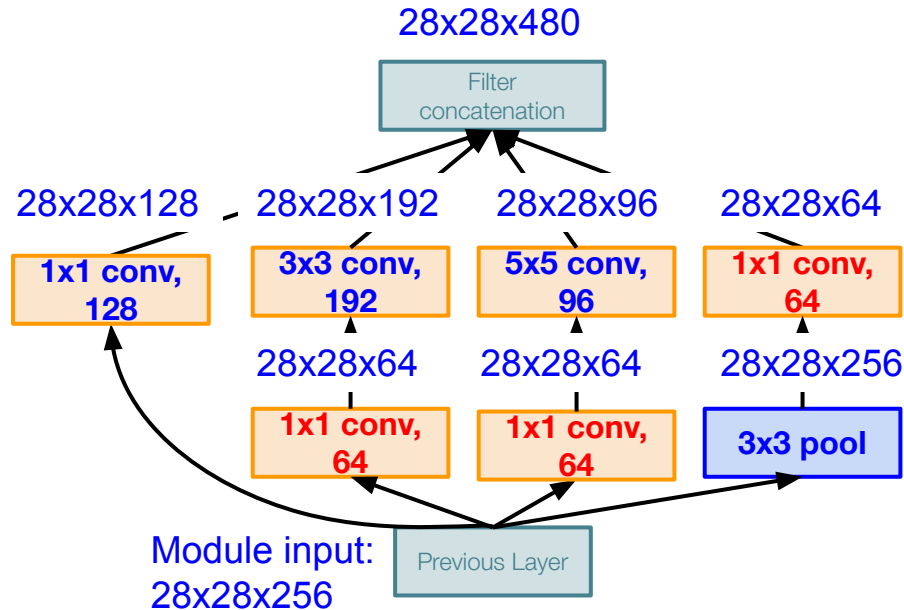 28x28x480
Filter
concatenation
28x28x128
28x28x192
28x28x96
28x28x64
1x1 conv,
128
3x3 conv,
192
5x5 conv,
96
1x1 conv,
64
28x28x64
28x28x64
28x28x256
1x1 conv,
64
1x1 conv,
64
3x3 pool
Module input:
28x28x256
Previous Layer